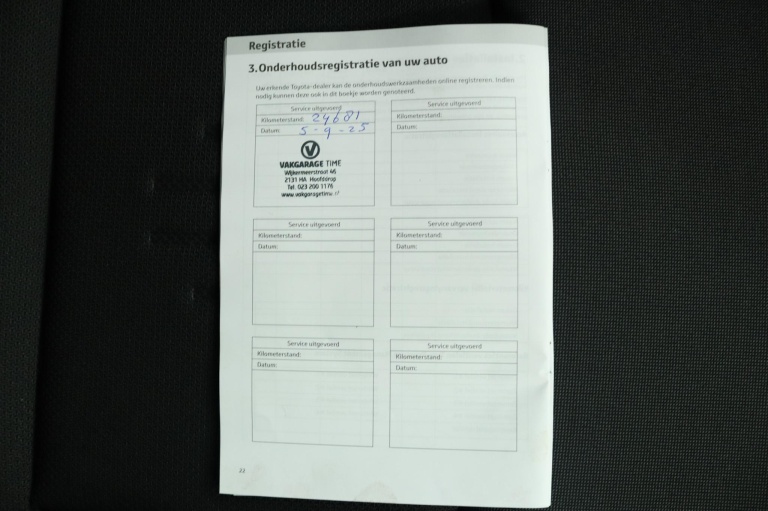 Registratie
3.Onderhoudsregistratie van uw auto
Uw erkende Toyota-dealer kan de onderhoudswerkzaamheden online registreren. Indien
nodig kunnen deze ook in dit boekje worden genoteerd.
Service uitgevoerd
Kilometerstand: 24681
Datum: 5-9-25
VAKGARAGE TIME
Wijkermeerstraat 46
2131 HA Hoofddorp
Tel. 023 200 1176
www.vakgaragetime.nl
Service uitgevoerd
Kilometerstand:
Datum:
Service uitgevoerd
Kilometerstand:
Datum:
Service uitgevoerd
Kilometerstand:
Datum:
Service uitgevoerd
Kilometerstand:
Datum:
Service uitgevoerd
Kilometerstand:
Datum:
22